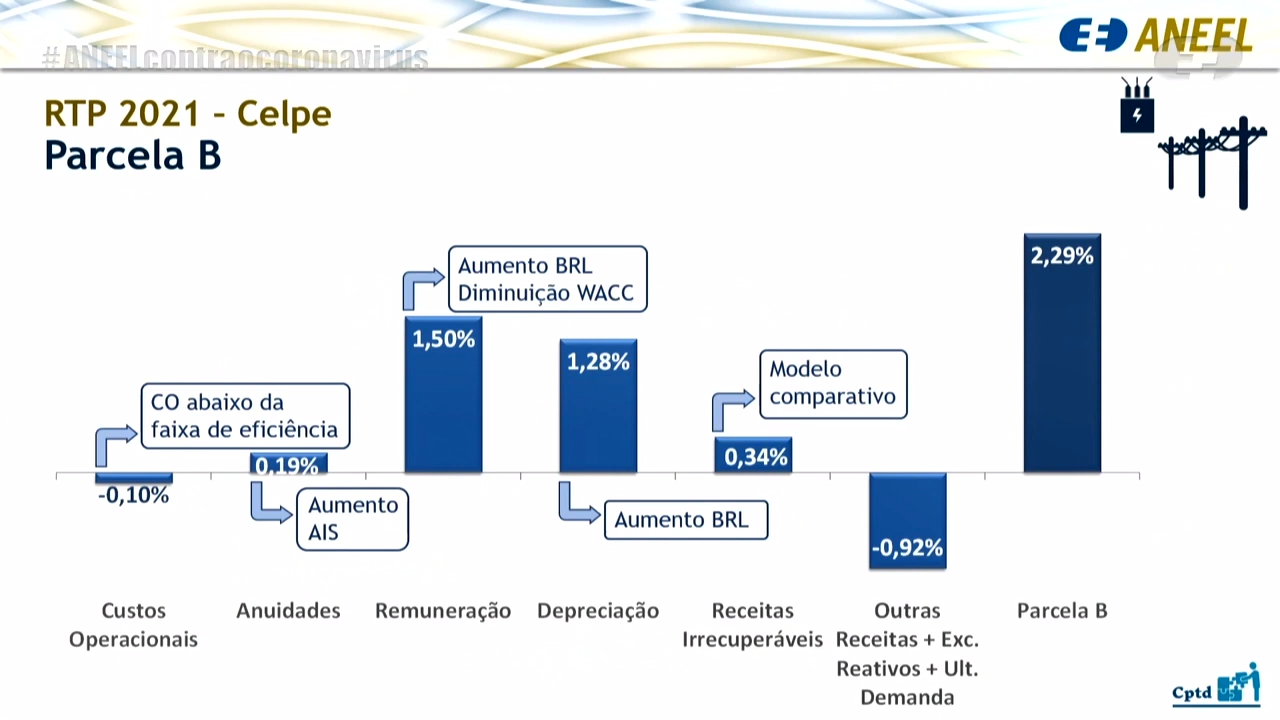 #ANEELcontraocoronavirus
ANEEL
RTP 2021 – Celpe
Parcela B
Aumento BRL
Diminuição WACC
2,29%
1,50%
1,28%
Modelo
comparativo
CO abaixo da
faixa de eficiência
0,34%
0,19%
-0,10%
Aumento
AIS
Aumento BRL
-0,92%
Custos
Operacionais
Anuidades
Remuneração
Depreciação
Receitas
Irrecuperáveis
Outras
Receitas + Exc.
Reativos + Ult.
Demanda
Parcela B
Cptd